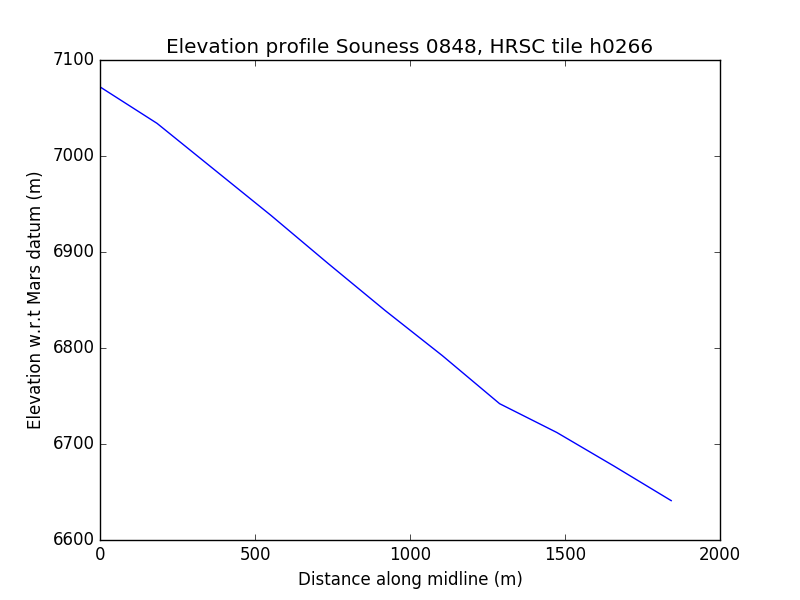 Elevation profile Souness 0848, HRSC tile h0266
7100
7000
6900
6800
6700
6600
Elevation w.r.t Mars datum (m)
0 500 1000 1500 2000
Distance along midline (m)